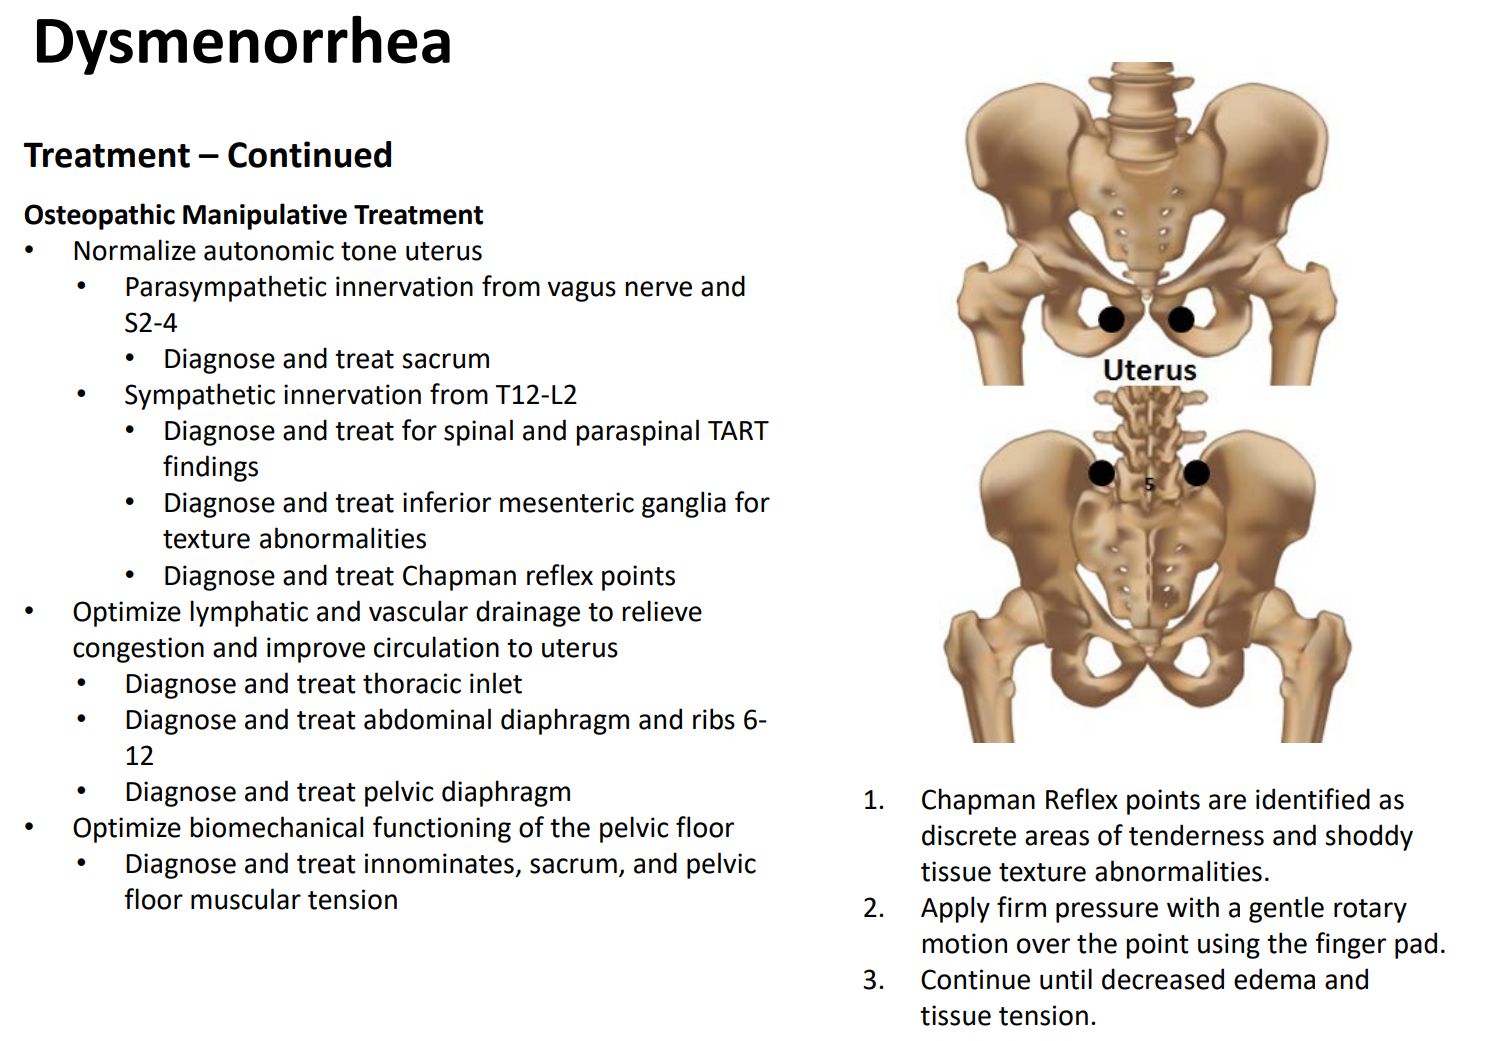 Dysmenorrhea
Treatment – Continued
Osteopathic Manipulative Treatment
• Normalize autonomic tone uterus
• Parasympathetic innervation from vagus nerve and
S2-4
• Diagnose and treat sacrum
• Sympathetic innervation from T12-L2
• Diagnose and treat for spinal and paraspinal TART
findings
• Diagnose and treat inferior mesenteric ganglia for
texture abnormalities
• Diagnose and treat Chapman reflex points
• Optimize lymphatic and vascular drainage to relieve
congestion and improve circulation to uterus
• Diagnose and treat thoracic inlet
• Diagnose and treat abdominal diaphragm and ribs 6-
12
• Diagnose and treat pelvic diaphragm
• Optimize biomechanical functioning of the pelvic floor
• Diagnose and treat innominates, sacrum, and pelvic
floor muscular tension
Uterus
5
1. Chapman Reflex points are identified as
discrete areas of tenderness and shoddy
tissue texture abnormalities.
2. Apply firm pressure with a gentle rotary
motion over the point using the finger pad.
3. Continue until decreased edema and
tissue tension.